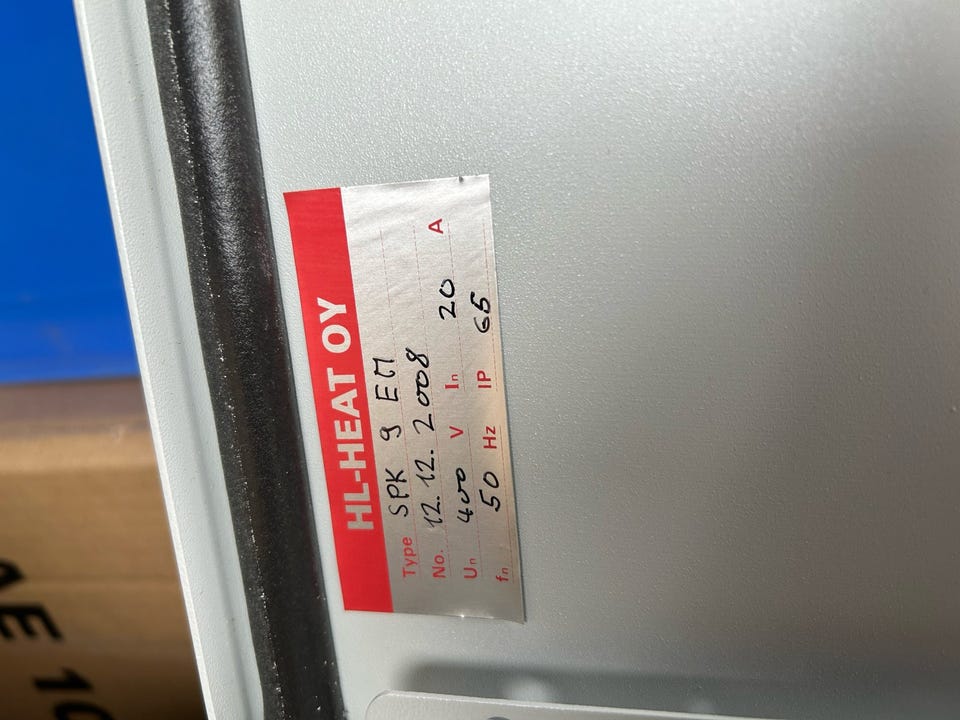 HL-HEAT OY
Type SPK 9 EM
No. 12.12.2008
Un 400 V In 20 A
fn 50 Hz IP 65